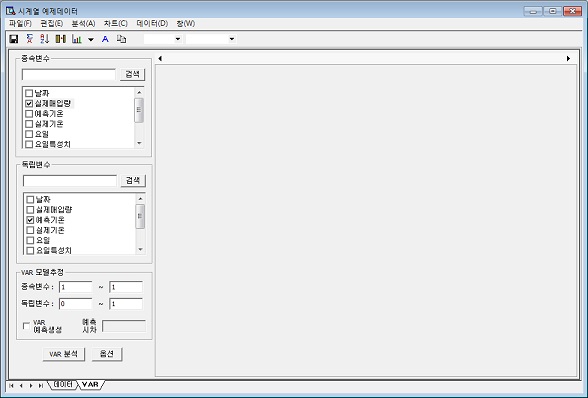 시계열 예제데이터
파일(F) 편집(E) 분석(A) 차트(C) 데이터(D) 창(W)
A
종속변수
검색
날짜
실제매입량
예측기온
실제기온
요일
요일특성치
독립변수
검색
날짜
실제매입량
예측기온
실제기온
요일
요일특성치
VAR 모델추정
종속변수: 1 ~ 1
독립변수: 0 ~ 1
VAR 예측
예측생성 시차
VAR 분석 옵션
데이터 VAR